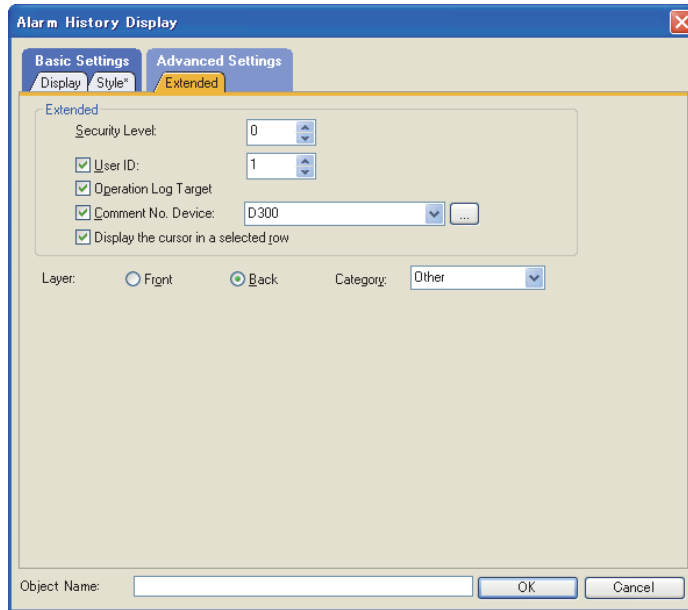 Alarm History Display
Basic Settings Advanced Settings
Display Style* Extended
Extended
Security Level: 0
User ID: 1
Operation Log Target
Comment No. Device: D300 ...
Display the cursor in a selected row
Layer: Front Back Category: Other
Object Name: OK Cancel